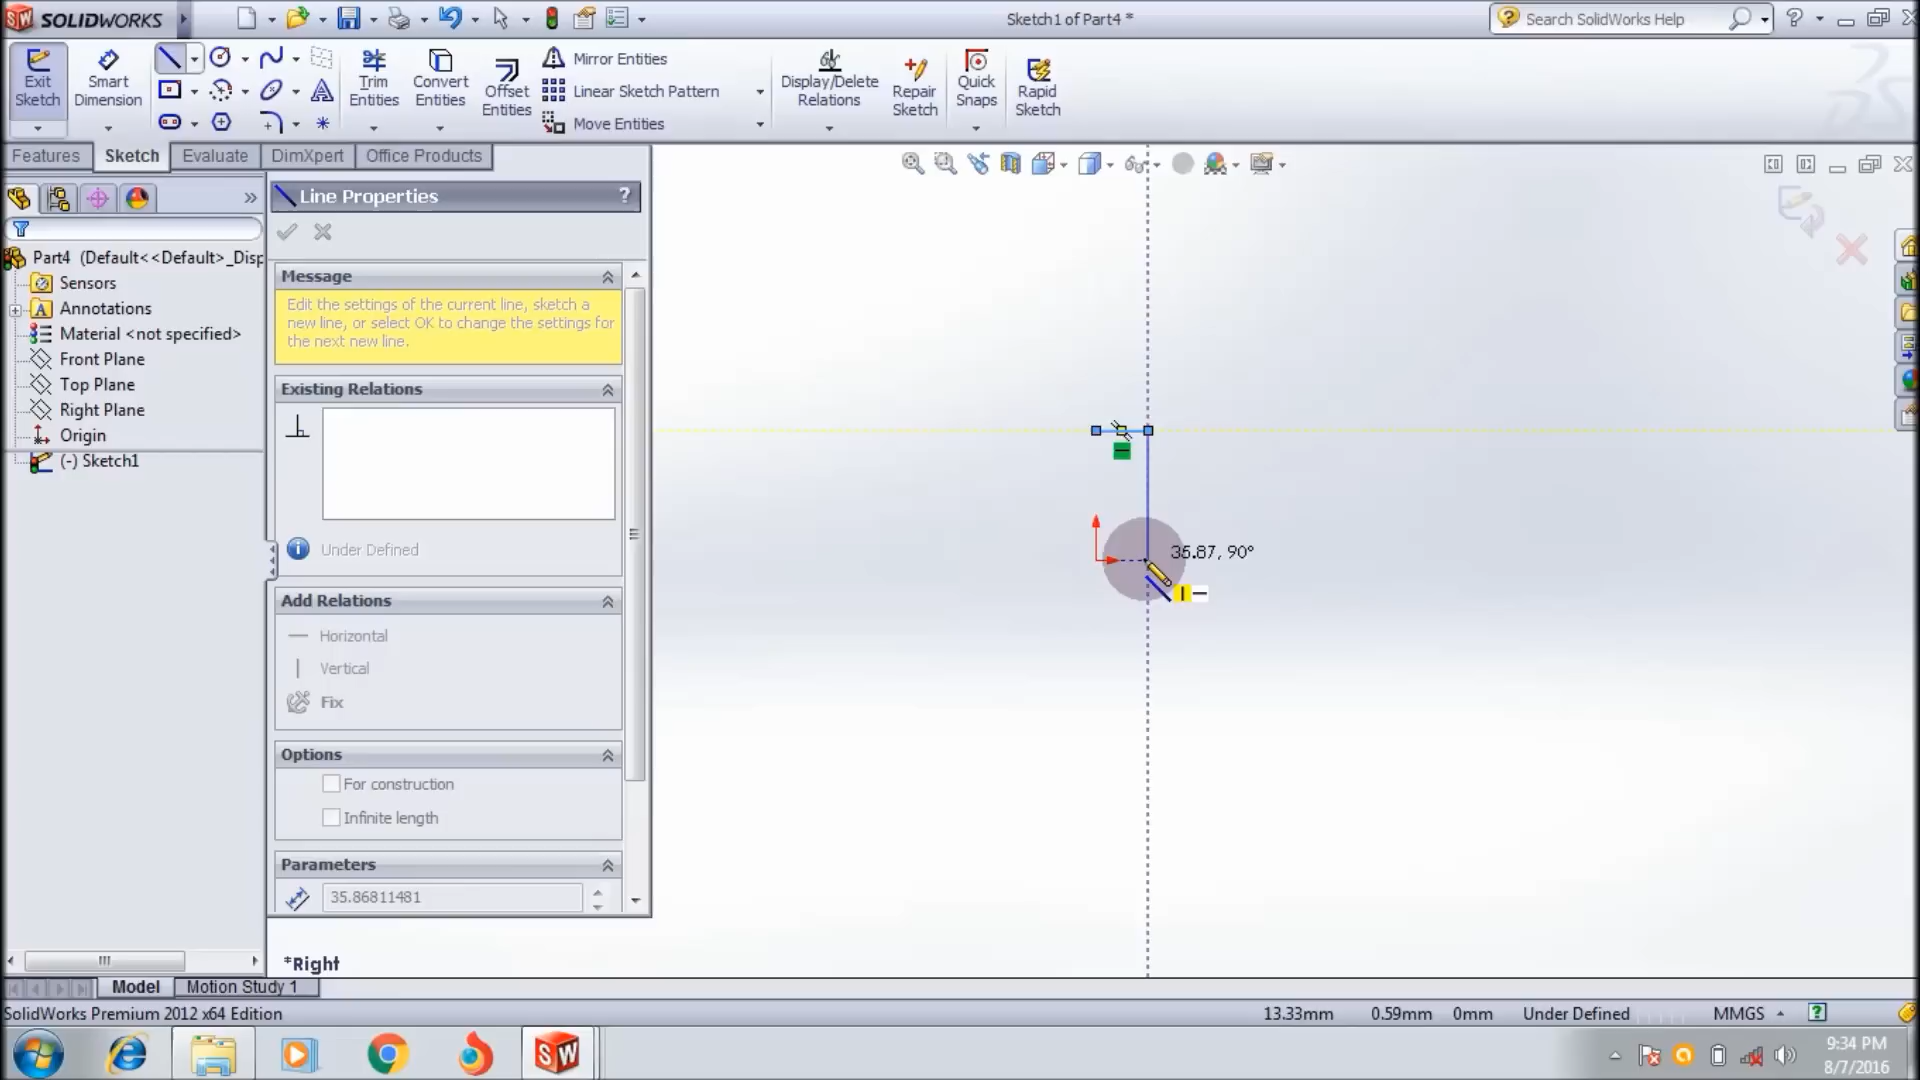 SOLIDWORKS
Sketch1 of Part4 *
Search SolidWorks Help
Exit Sketch
Smart Dimension
Trim Entities
Convert Entities
Offset Entities
Mirror Entities
Linear Sketch Pattern
Move Entities
Display/Delete Relations
Repair Sketch
Quick Snaps
Rapid Sketch
Features
Sketch
Evaluate
DimXpert
Office Products
Line Properties
?
Part4 (Default<<Default>_Disp
Sensors
Annotations
Material <not specified>
Front Plane
Top Plane
Right Plane
Origin
(-) Sketch1
Message
Edit the settings of the current line, sketch a
new line, or select OK to change the settings for
the next new line.
Existing Relations
Under Defined
Add Relations
Horizontal
Vertical
Fix
Options
For construction
Infinite length
Parameters
35.86811481
35.87, 90°
*Right
Model
Motion Study 1
SolidWorks Premium 2012 x64 Edition
13.33mm
0.59mm
0mm
Under Defined
MMGS
9:34 PM
8/7/2016